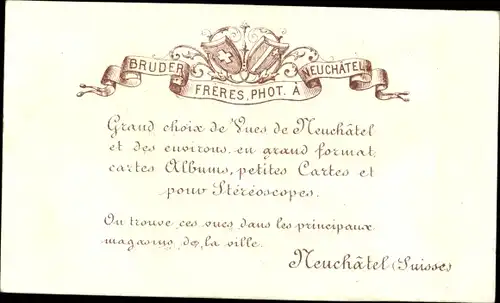 BRUDER FRÈRES. PHOT. À NEUCHÂTEL
Grand choix de Vues de Neuchâtel
et des environs en grand format
cartes Albums, petites Cartes et
pour Stéréoscopes.
On trouve ces vues dans les principaux
magasins de la ville.
Neuchâtel (Suisse)